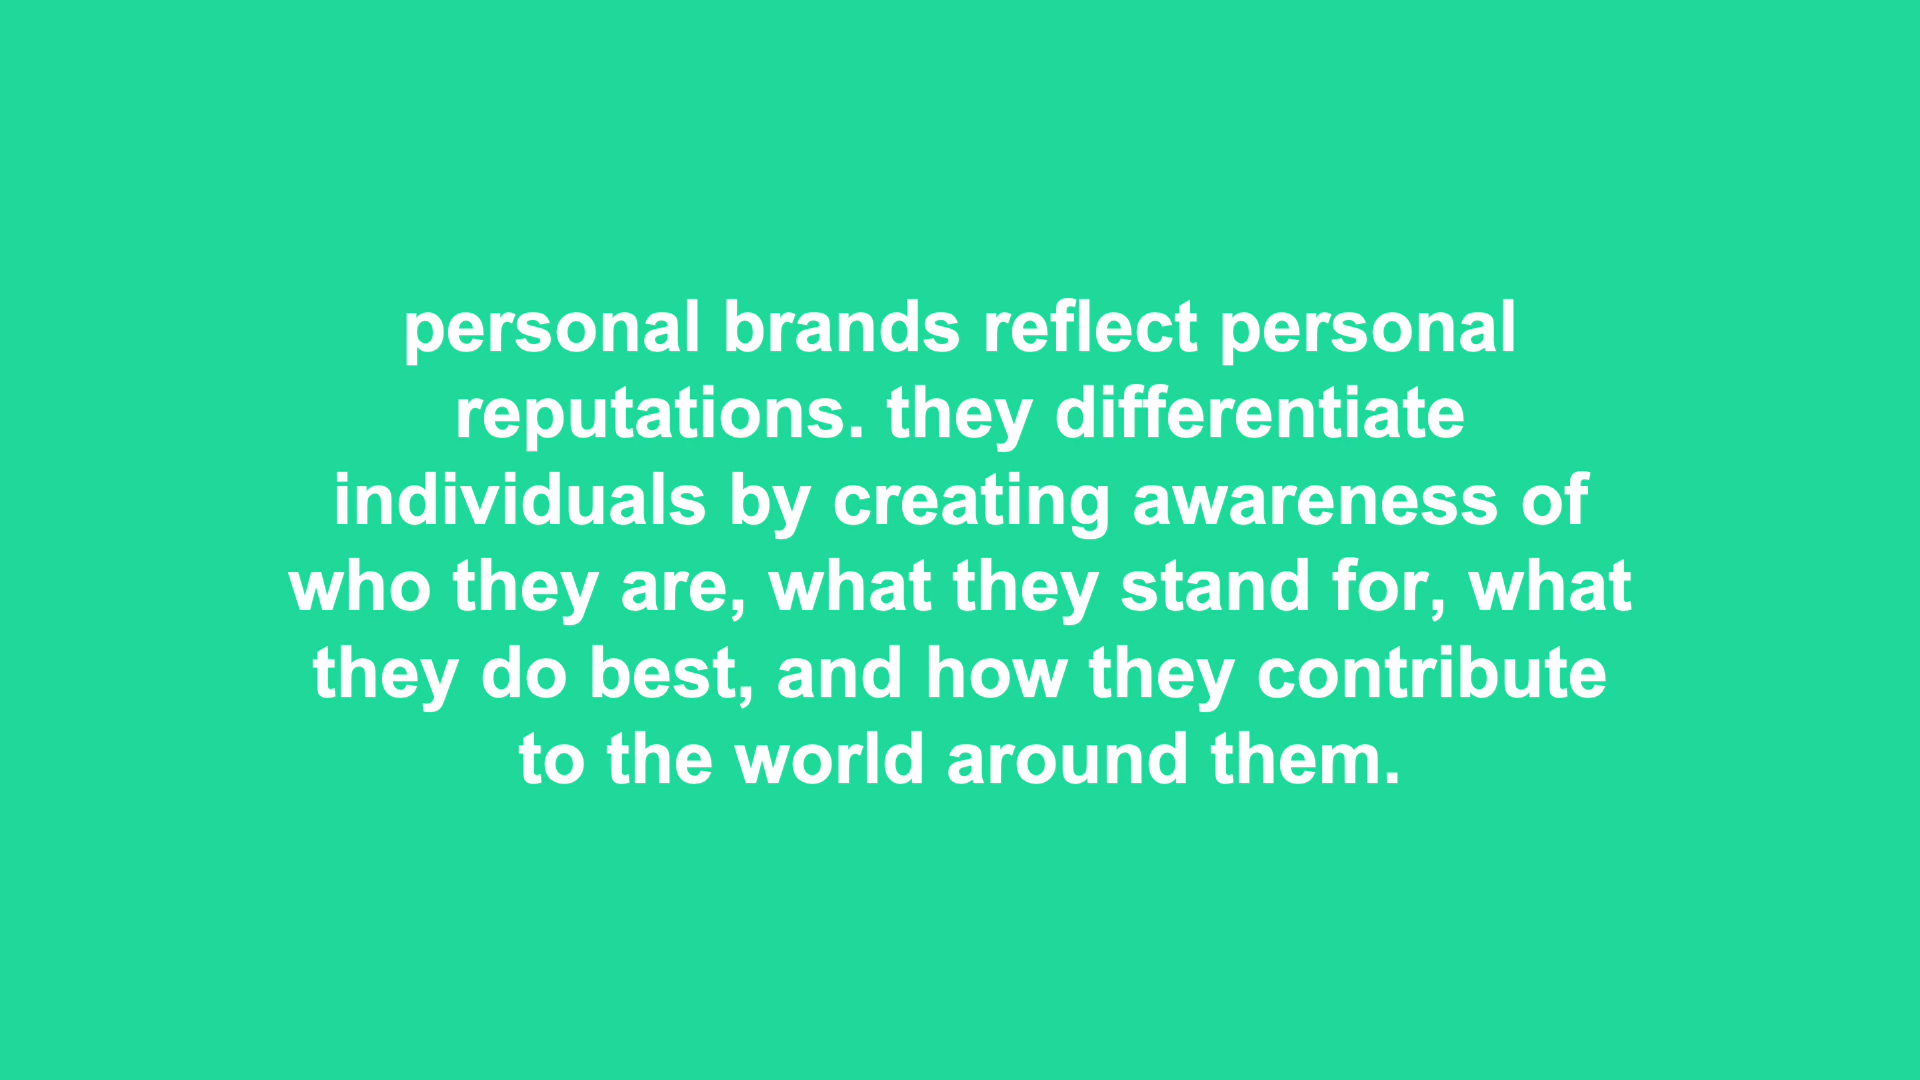 personal brands reflect personal
reputations. they differentiate
individuals by creating awareness of
who they are, what they stand for, what
they do best, and how they contribute
to the world around them.